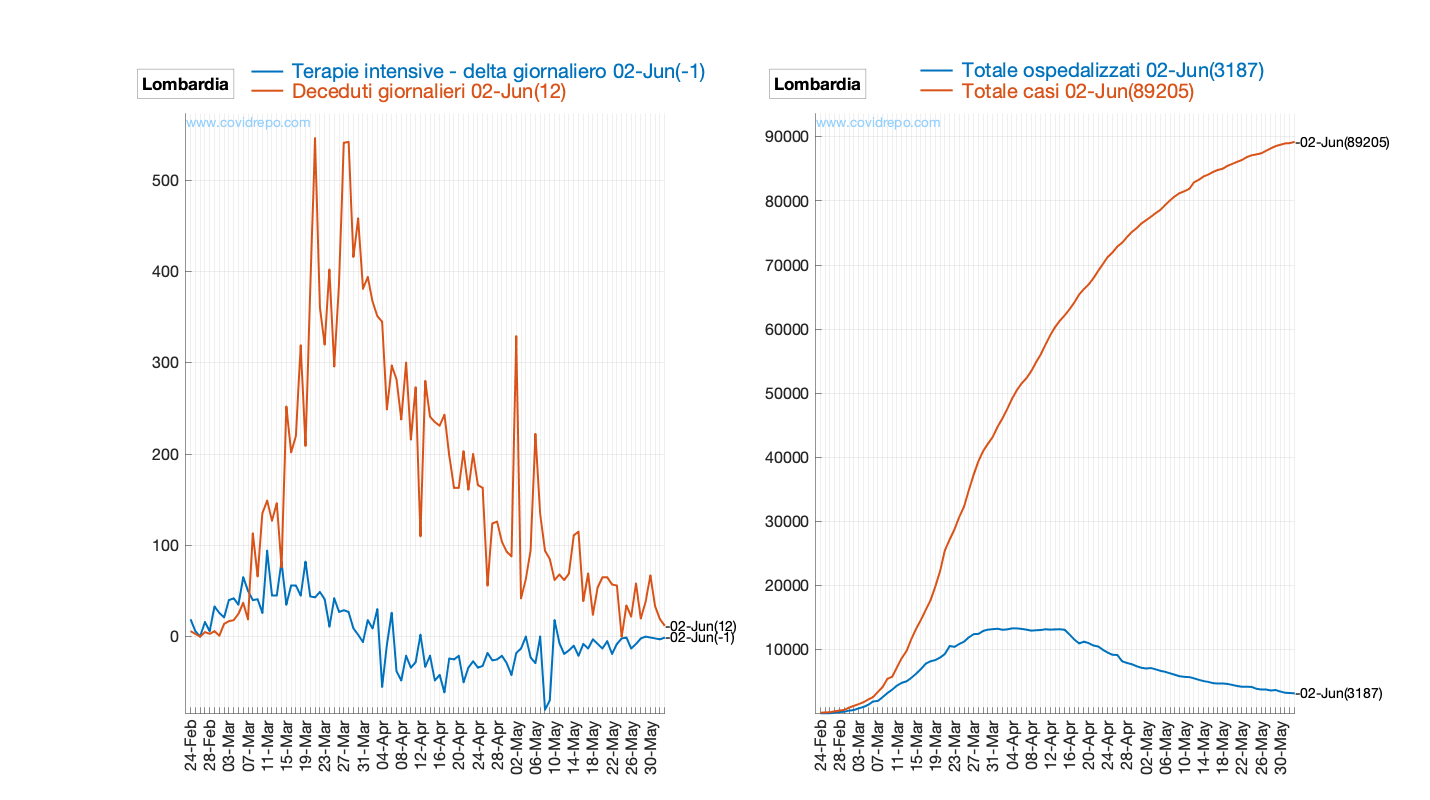 Lombardia
Terapie intensive - delta giornaliero 02-Jun(-1)
Deceduti giornalieri 02-Jun(12)
www.covidrepo.com
500
400
300
200
100
0
02-Jun(12)
02-Jun(-1)
24-Feb
28-Feb
03-Mar
07-Mar
11-Mar
15-Mar
19-Mar
23-Mar
27-Mar
31-Mar
04-Apr
08-Apr
12-Apr
16-Apr
20-Apr
24-Apr
28-Apr
02-May
06-May
10-May
14-May
18-May
22-May
26-May
30-May
Lombardia
Totale ospedalizzati 02-Jun(3187)
Totale casi 02-Jun(89205)
www.covidrepo.com
90000
80000
70000
60000
50000
40000
30000
20000
10000
02-Jun(89205)
02-Jun(3187)
24-Feb
28-Feb
03-Mar
07-Mar
11-Mar
15-Mar
19-Mar
23-Mar
27-Mar
31-Mar
04-Apr
08-Apr
12-Apr
16-Apr
20-Apr
24-Apr
28-Apr
02-May
06-May
10-May
14-May
18-May
22-May
26-May
30-May